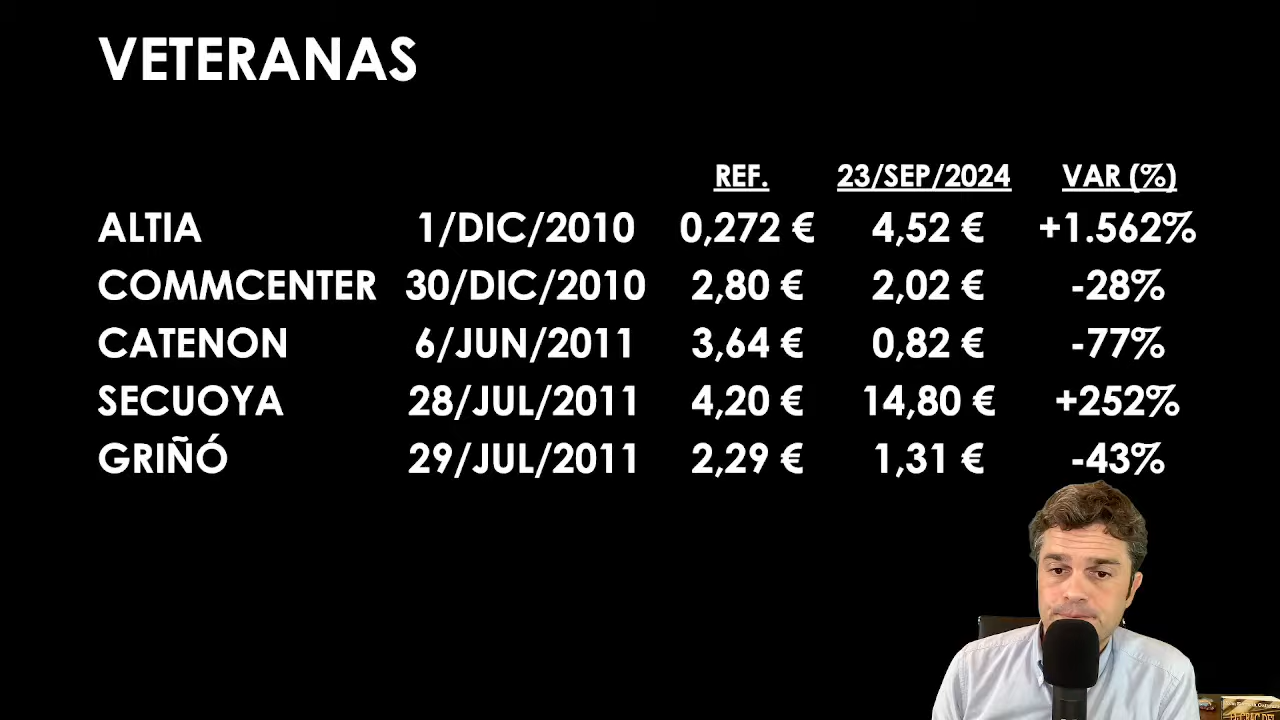 VETERANAS
REF. 23/SEP/2024 VAR (%)
ALTIA 1/DIC/2010 0,272 € 4,52 € +1.562%
COMMCENTER 30/DIC/2010 2,80 € 2,02 € -28%
CATENON 6/JUN/2011 3,64 € 0,82 € -77%
SECUOYA 28/JUL/2011 4,20 € 14,80 € +252%
GRIÑÓ 29/JUL/2011 2,29 € 1,31 € -43%